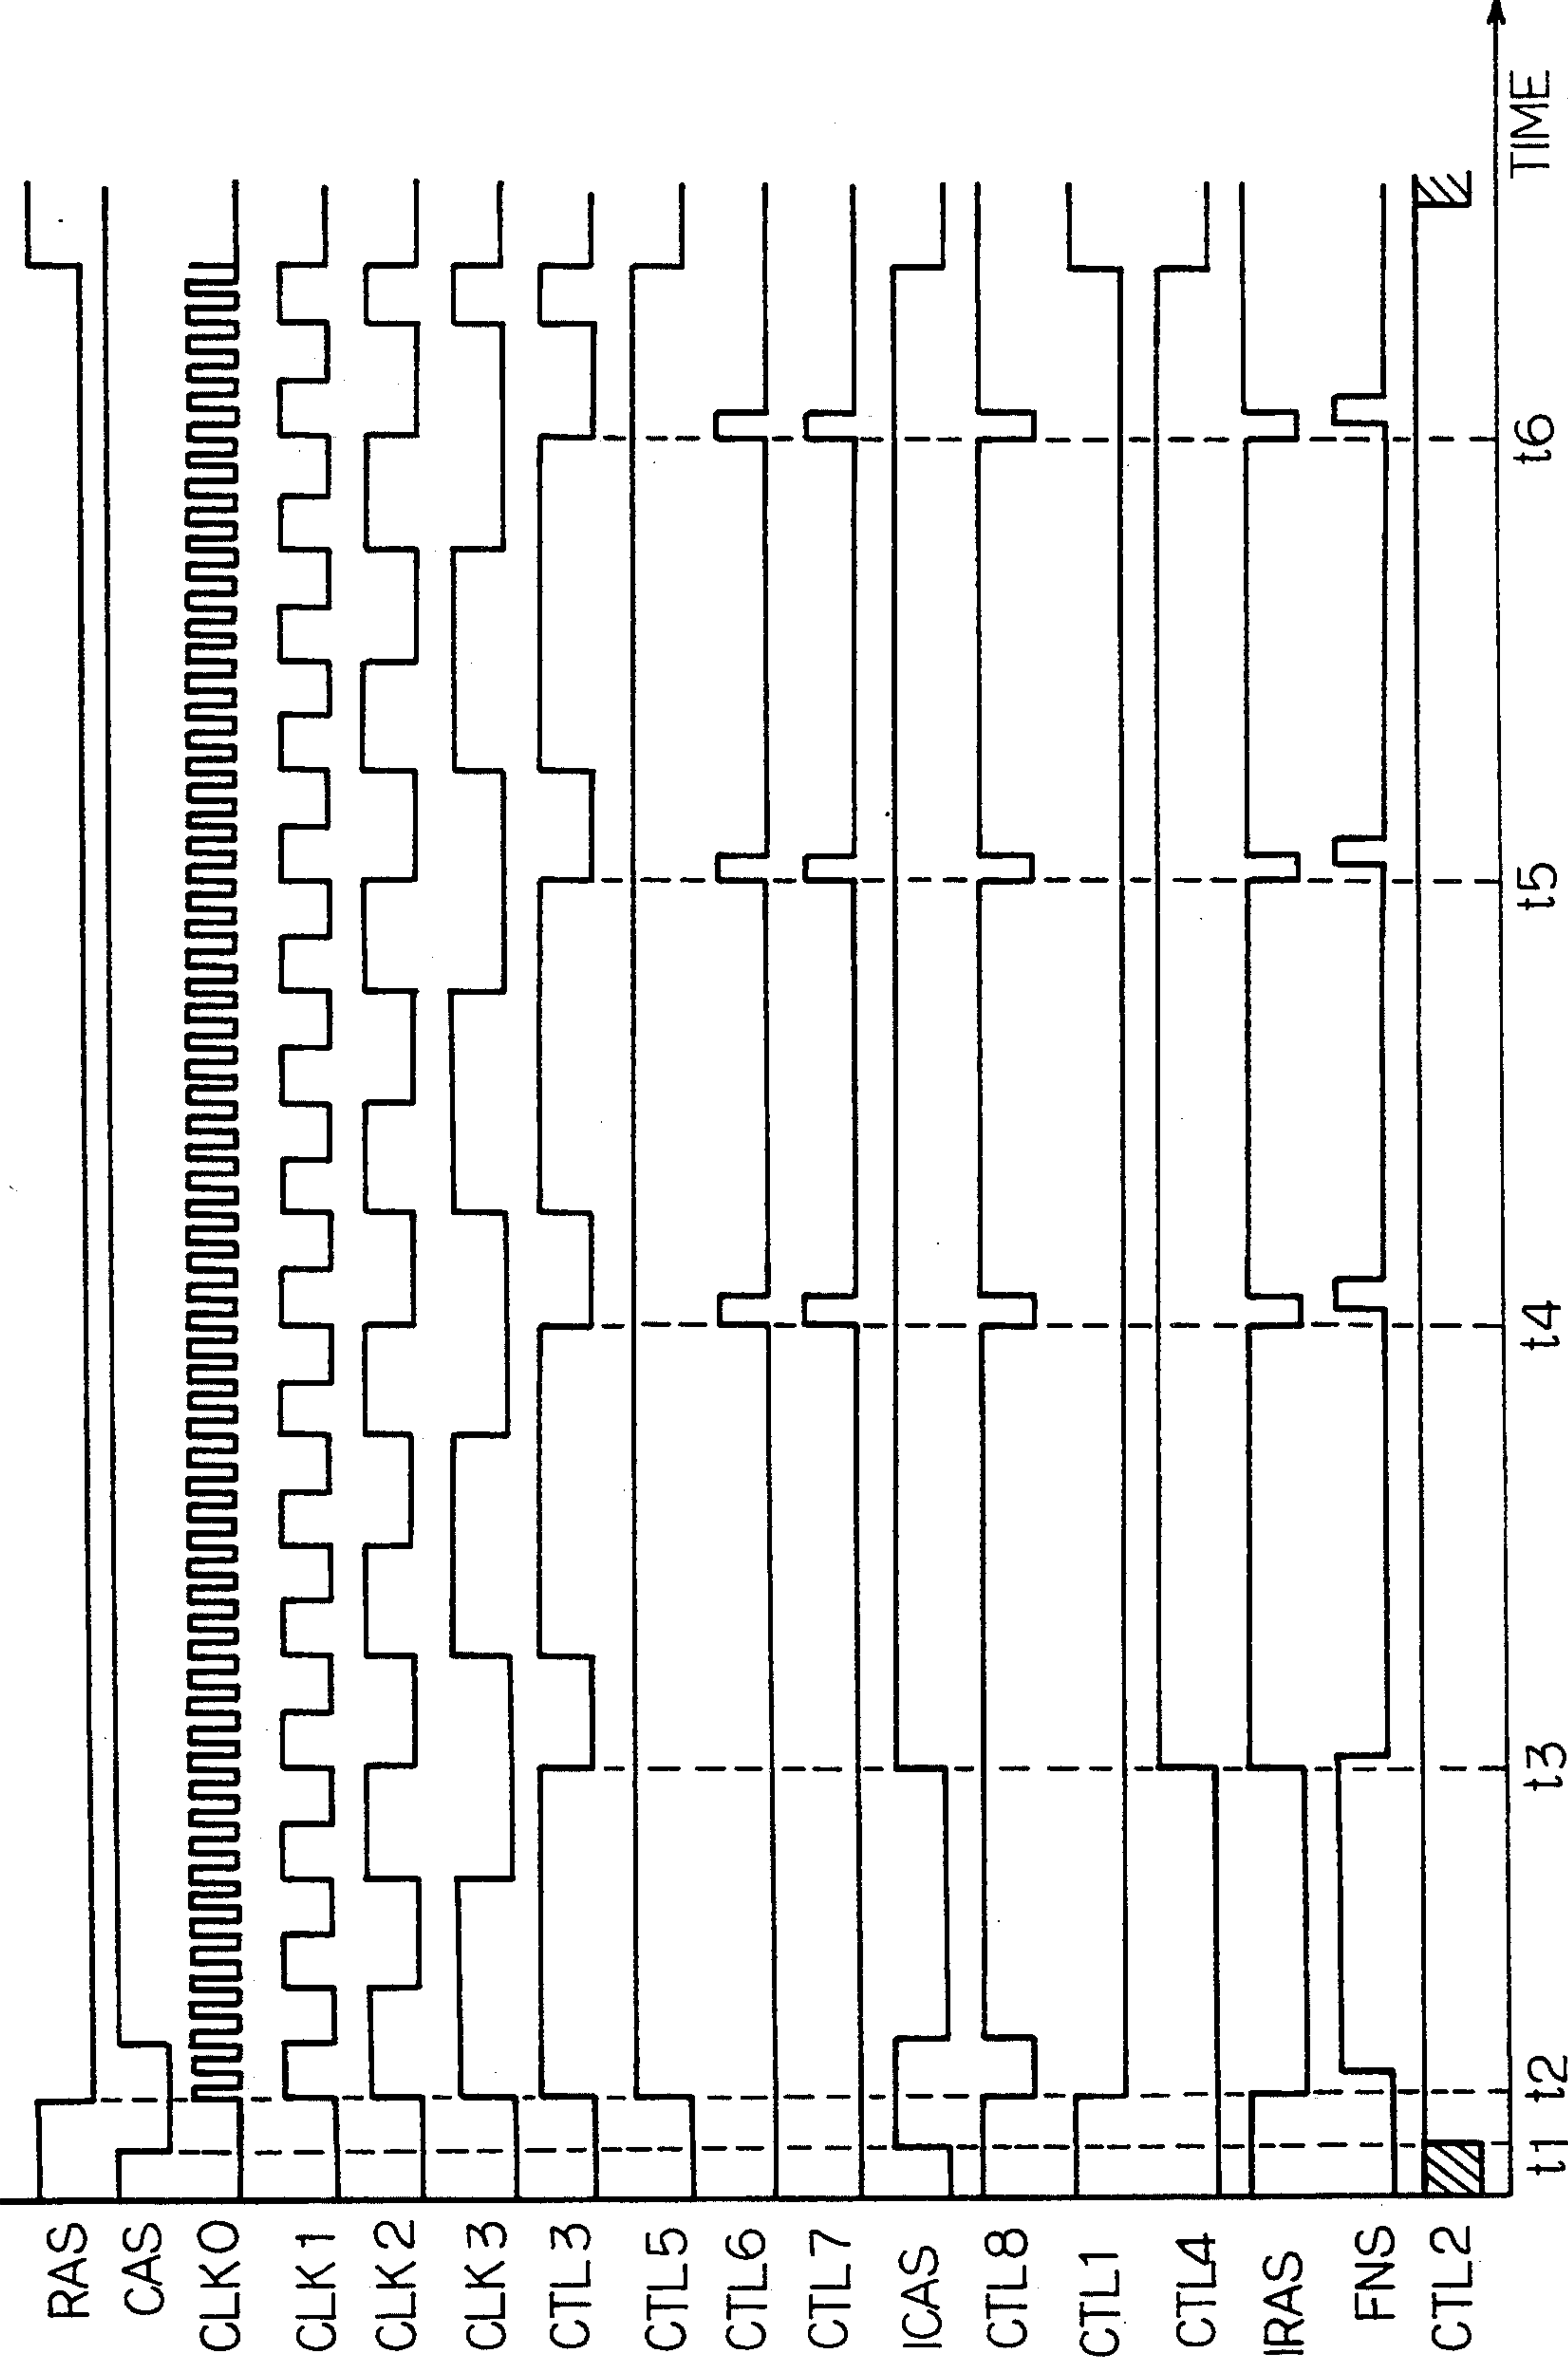 RAS
CAS
CLK0
CLK1
CLK2
CLK3
CTL3
CTL5
CTL6
CTL7
ICAS
CTL8
CTL1
CTL4
IRAS
FNS
CTL2
t1 t2 t3 t4 t5 t6 TIME